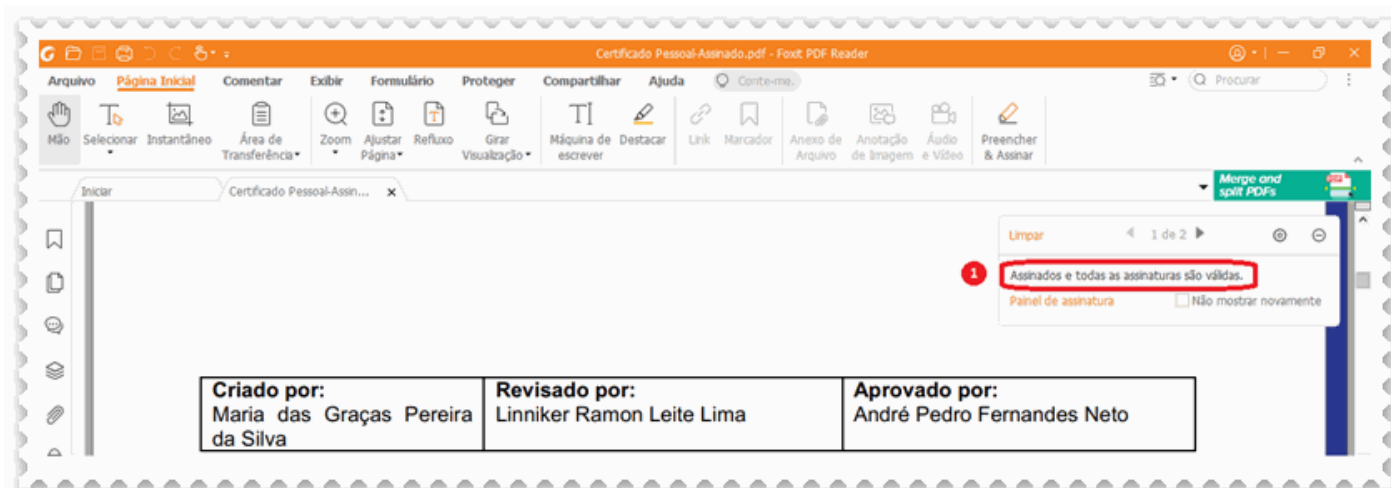 Certificado Pessoal-Assinado.pdf - Foxit PDF Reader
Arquivo Página Inicial Comentar Exibir Formulário Proteger Compartilhar Ajuda Conte-me. Procurar
Mão Selecionar Instantâneo Área de Transferência Zoom Ajustar Página Refluxo Girar Visualização Máquina de escrever Destacar Link Marcador Anexo de Arquivo Anotação de Imagem Áudio e Vídeo Preencher & Assinar
Iniciar Certificado Pessoal-Assin... x
Merge and
split PDFs
Limpar 1 de 2
1 Assinados e todas as assinaturas são válidas.
Painel de assinatura Não mostrar novamente
Criado por: Revisado por: Aprovado por:
Maria das Graças Pereira Linniker Ramon Leite Lima André Pedro Fernandes Neto
da Silva